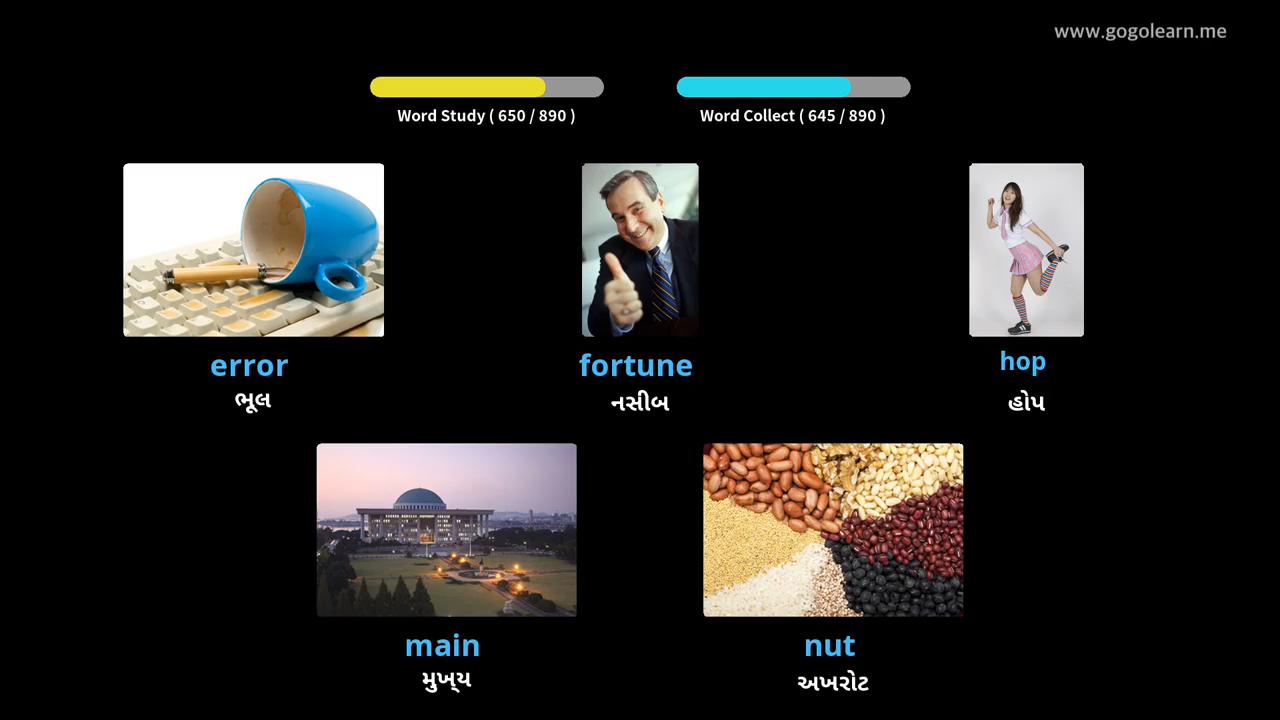 www.gogolearn.me
Word Study ( 650 / 890 )
Word Collect ( 645 / 890 )
error
ભૂલ
fortune
નસીબ
hop
હોપ
main
મુખ્ય
nut
અખરોટ